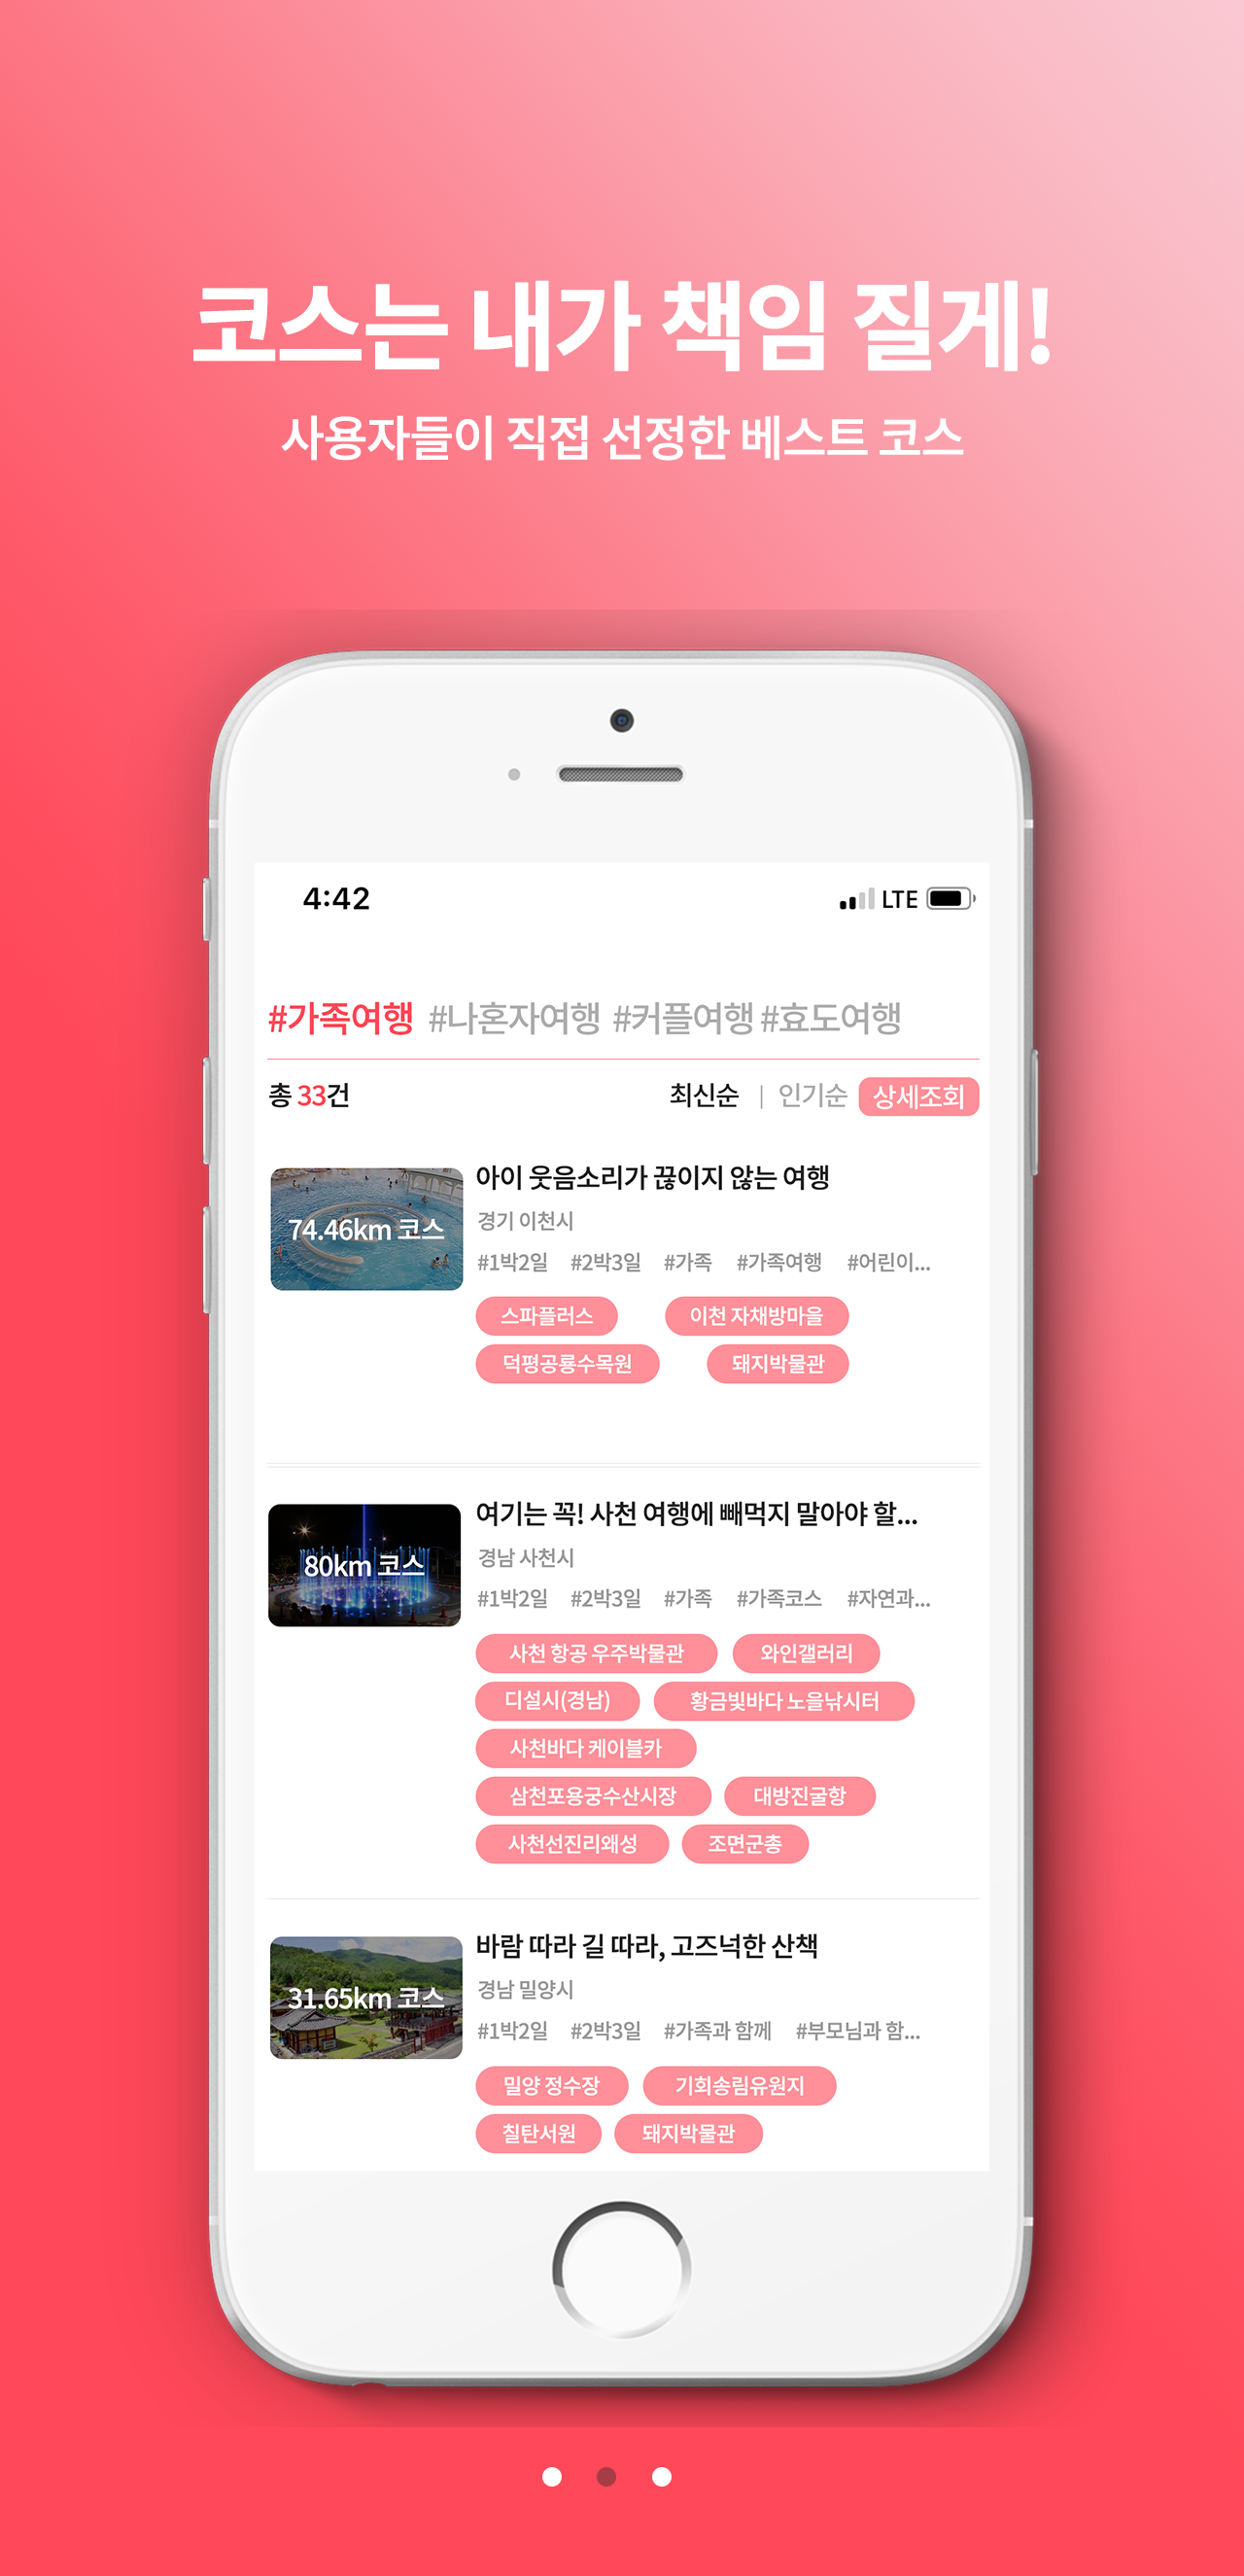 코스는 내가 책임 질게!
사용자들이 직접 선정한 베스트 코스
4:42 LTE
#가족여행 #나혼자여행 #커플여행 #효도여행
총 33건 최신순 | 인기순 상세조회
아이 웃음소리가 끊이지 않는 여행
74.46km 코스
경기 이천시
#1박2일 #2박3일 #가족 #가족여행 #어린이...
스파플러스 이천 자채방마을
덕평공룡수목원 돼지박물관
여기는 꼭! 사천 여행에 빼먹지 말아야 할...
80km 코스
경남 사천시
#1박2일 #2박3일 #가족 #가족코스 #자연과...
사천 항공 우주박물관 와인갤러리
디설시(경남) 황금빛바다 노을낚시터
사천바다 케이블카
삼천포용궁수산시장 대방진굴항
사천선진리왜성 조면군총
바람 따라 길 따라, 고즈넉한 산책
31.65km 코스
경남 밀양시
#1박2일 #2박3일 #가족과 함께 #부모님과 함...
밀양 정수장 기회송림유원지
칠탄서원 돼지박물관